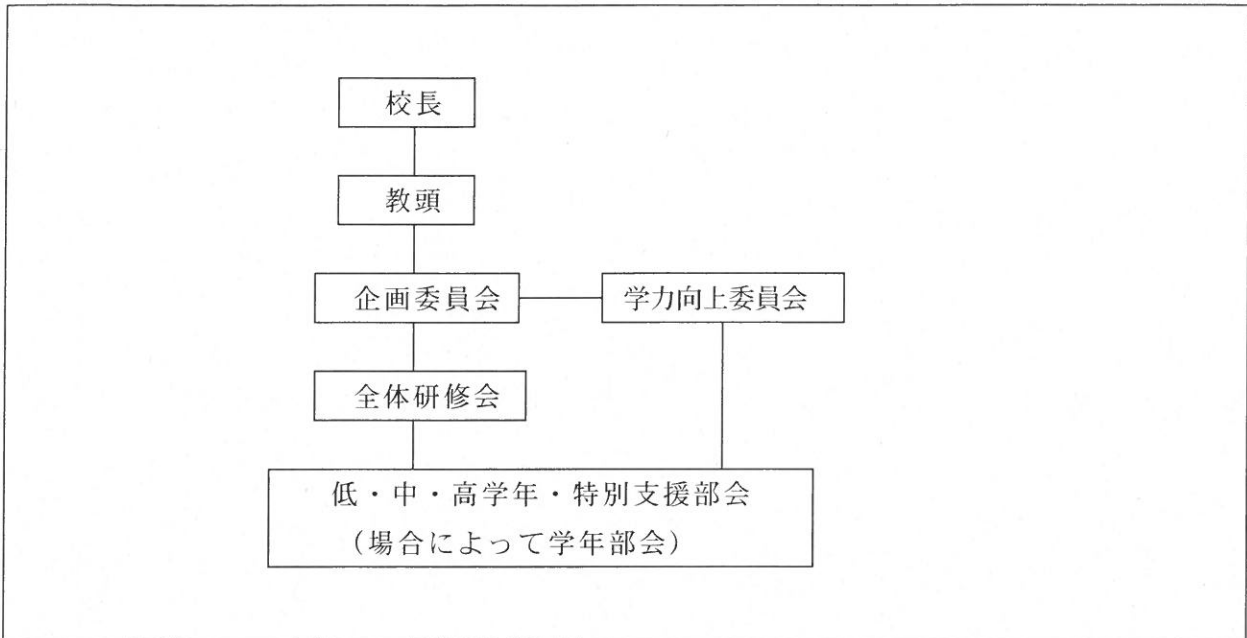 校長
教頭
企画委員会
学力向上委員会
全体研修会
低・中・高学年・特別支援部会
(場合によって学年部会)